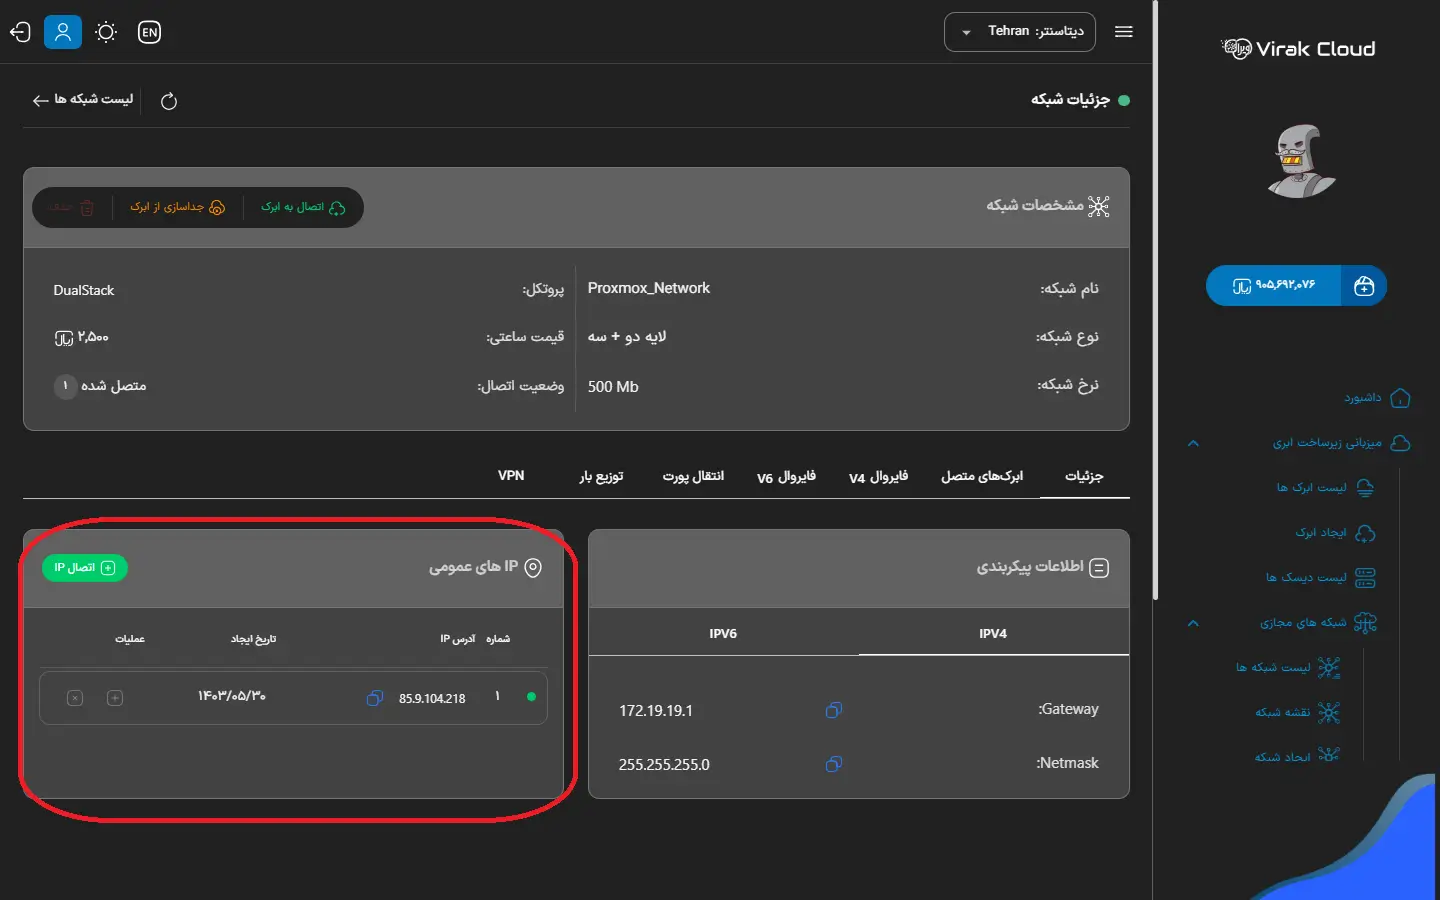 EN
دیتاسنتر: Tehran
Virak Cloud
جزئیات شبکه
لیست شبکه ها
مشخصات شبکه
اتصال به ابرک
جداسازی از ابرک
حذف
نام شبکه: Proxmox_Network
پروتکل: DualStack
نوع شبکه: لایه دو + سه
قیمت ساعتی: ۲,۵۰۰ ریال
نرخ شبکه: 500 Mb
وضعیت اتصال: متصل شده ۱
جزئیات
ابرک‌های متصل
فایروال V4
فایروال V6
انتقال پورت
توزیع بار
VPN
اطلاعات پیکربندی
IPV4
IPV6
Gateway: 172.19.19.1
Netmask: 255.255.255.0
IP های عمومی
اتصال IP
شماره آدرس IP تاریخ ایجاد عملیات
۱ 85.9.104.218 ۱۴۰۳/۰۵/۳۰
۹۰۵,۶۹۲,۰۷۶ ریال
داشبورد
میزبانی زیرساخت ابری
لیست ابرک ها
ایجاد ابرک
لیست دیسک ها
شبکه های مجازی
لیست شبکه ها
نقشه شبکه
ایجاد شبکه